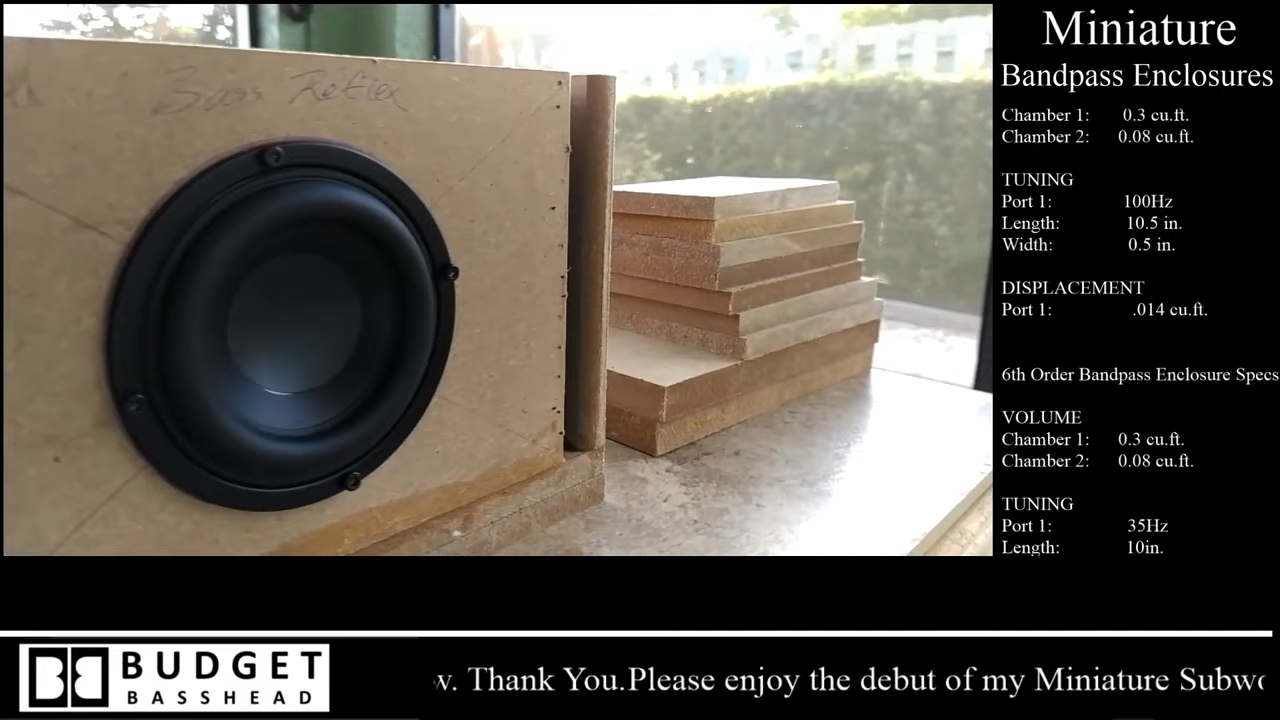 Bass Reflex
Miniature
Bandpass Enclosures
Chamber 1: 0.3 cu.ft.
Chamber 2: 0.08 cu.ft.
TUNING
Port 1: 100Hz
Length: 10.5 in.
Width: 0.5 in.
DISPLACEMENT
Port 1: .014 cu.ft.
6th Order Bandpass Enclosure Specs
VOLUME
Chamber 1: 0.3 cu.ft.
Chamber 2: 0.08 cu.ft.
TUNING
Port 1: 35Hz
Length: 10in.
BUDGET
BASSHEAD
w. Thank You.Please enjoy the debut of my Miniature Subwo